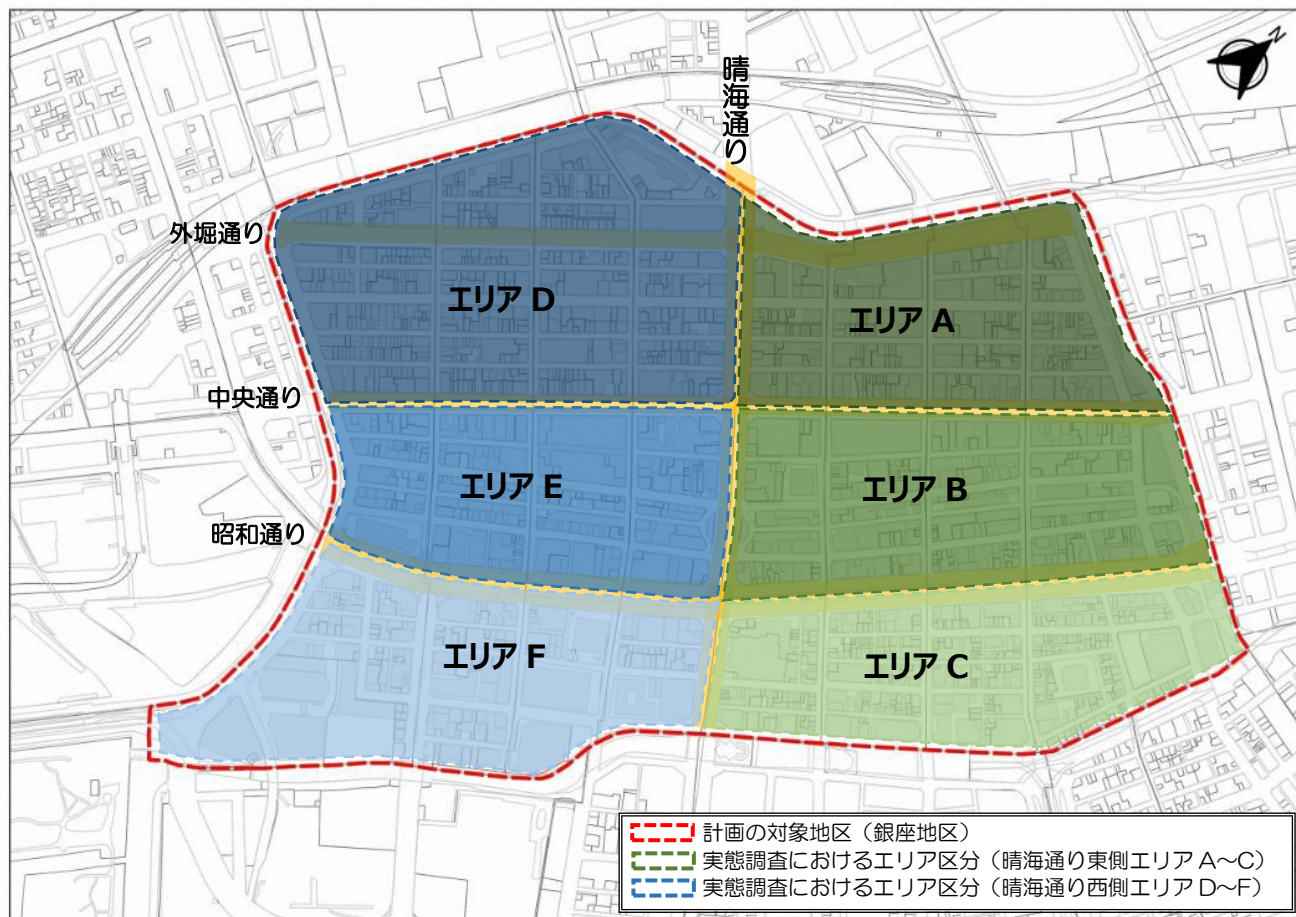 N
晴海通り
外堀通り
エリア D
エリア A
中央通り
エリア E
エリア B
昭和通り
エリア F
エリア C
計画の対象地区（銀座地区）
実態調査におけるエリア区分（晴海通り東側エリア A～C）
実態調査におけるエリア区分（晴海通り西側エリア D～F）